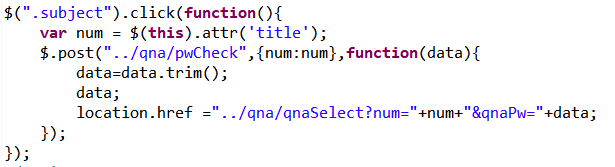 $(".subject").click(function(){
    var num = $(this).attr('title');
    $.post("../qna/pwCheck",{num:num},function(data){
        data=data.trim();
        data;
        location.href ="../qna/qnaSelect?num="+num+"&qnaPw="+data;
    });
});